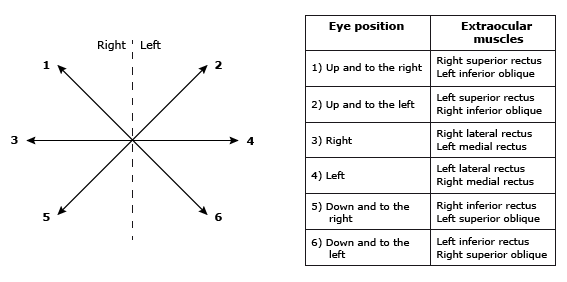 Right Left
1
2
3
4
5
6
Eye position
Extraocular
muscles
1) Up and to the right
Right superior rectus
Left inferior oblique
2) Up and to the left
Left superior rectus
Right inferior oblique
3) Right
Right lateral rectus
Left medial rectus
4) Left
Left lateral rectus
Right medial rectus
5) Down and to the
right
Right inferior rectus
Left superior oblique
6) Down and to the
left
Left inferior rectus
Right superior oblique